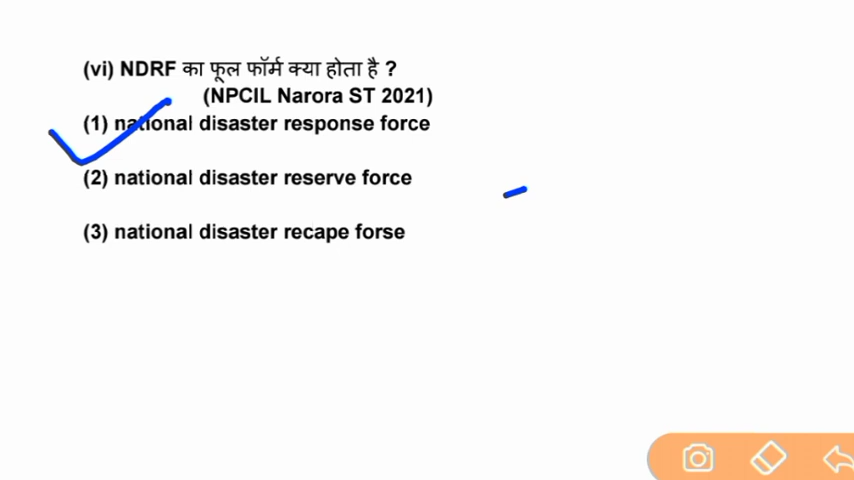 (vi) NDRF का फूल फॉर्म क्या होता है ?
(NPCIL Narora ST 2021)
(1) national disaster response force
(2) national disaster reserve force
(3) national disaster recape forse